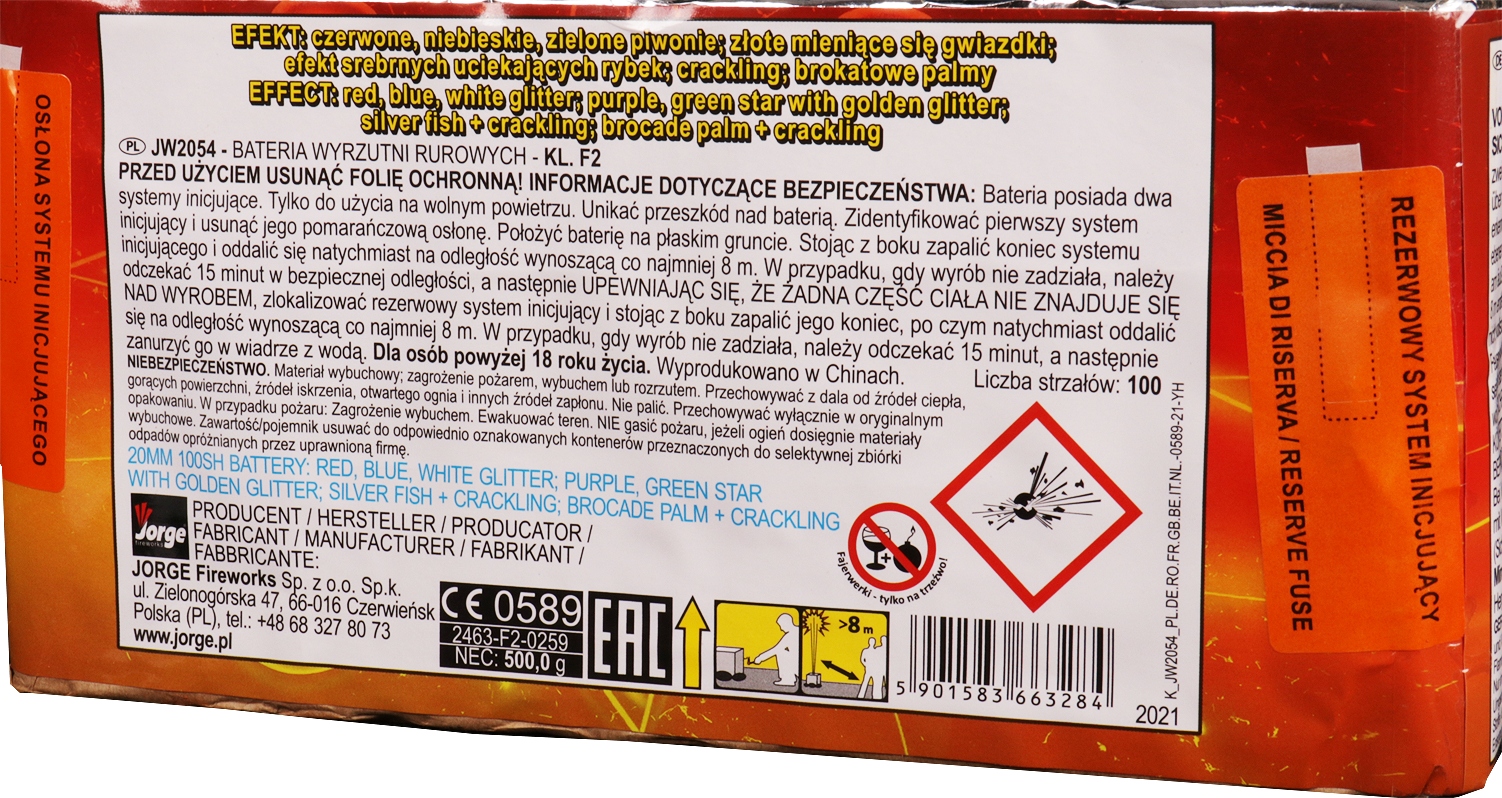 EFEKT: czerwone, niebieskie, zielone piwonie; złote mieniące się gwiazdki;
efekt srebrnych uciekających rybek; crackling; brokatowe palmy
EFFECT: red, blue, white glitter; purple, green star with golden glitter;
silver fish + crackling; brocade palm + crackling
PL JW2054 - BATERIA WYRZUTNI RUROWYCH - KL. F2
PRZED UŻYCIEM USUNĄĆ FOLIĘ OCHRONNĄ! INFORMACJE DOTYCZĄCE BEZPIECZEŃSTWA: Bateria posiada dwa
systemy inicjujące. Tylko do użycia na wolnym powietrzu. Unikać przeszkód nad baterią. Zidentyfikować pierwszy system
inicjujący i usunąć jego pomarańczową osłonę. Położyć baterię na płaskim gruncie. Stojąc z boku zapalić koniec systemu
inicjującego i oddalić się natychmiast na odległość wynoszącą co najmniej 8 m. W przypadku, gdy wyrób nie zadziała, należy
odczekać 15 minut w bezpiecznej odległości, a następnie UPEWNIAJĄC SIĘ, ŻE ŻADNA CZĘŚĆ CIAŁA NIE ZNAJDUJE SIĘ
NAD WYROBEM, zlokalizować rezerwowy system inicjujący i stojąc z boku zapalić jego koniec, po czym natychmiast oddalić
się na odległość wynoszącą co najmniej 8 m. W przypadku, gdy wyrób nie zadziała, należy odczekać 15 minut, a następnie
zanurzyć go w wiadrze z wodą. Dla osób powyżej 18 roku życia. Wyprodukowano w Chinach.
Liczba strzałów: 100
NIEBEZPIECZEŃSTWO. Materiał wybuchowy; zagrożenie pożarem, wybuchem lub rozrzutem. Przechowywać z dala od źródeł ciepła,
gorących powierzchni, źródeł iskrzenia, otwartego ognia i innych źródeł zapłonu. Nie palić. Przechowywać wyłącznie w oryginalnym
opakowaniu. W przypadku pożaru: Zagrożenie wybuchem. Ewakuować teren. NIE gasić pożaru, jeżeli ogień dosięgnie materiały
wybuchowe. Zawartość/pojemnik usuwać do odpowiednio oznakowanych kontenerów przeznaczonych do selektywnej zbiórki
odpadów opróżnianych przez uprawnioną firmę.
20MM 100SH BATTERY: RED, BLUE, WHITE GLITTER; PURPLE, GREEN STAR
WITH GOLDEN GLITTER; SILVER FISH + CRACKLING; BROCADE PALM + CRACKLING
Jorge
fireworks
PRODUCENT / HERSTELLER / PRODUCATOR /
FABRICANT / MANUFACTURER / FABRIKANT /
FABBRICANTE:
JORGE Fireworks Sp. z o.o. Sp.k.
ul. Zielonogórska 47, 66-016 Czerwieńsk
Polska (PL), tel.: +48 68 327 80 73
www.jorge.pl
CE 0589
2463-F2-0259
NEC: 500,0 g
EAC
>8 m
Fajerwerki - tylko na trzeźwo!
5 901583 663284
2021
K_JW2054_PL.DE.RO.FR.GB.BE.IT.NL.-0589-21-YH
OSŁONA SYSTEMU INICJUJĄCEGO
REZERWOWY SYSTEM INICJUJĄCY
MICCIA DI RISERVA / RESERVE FUSE